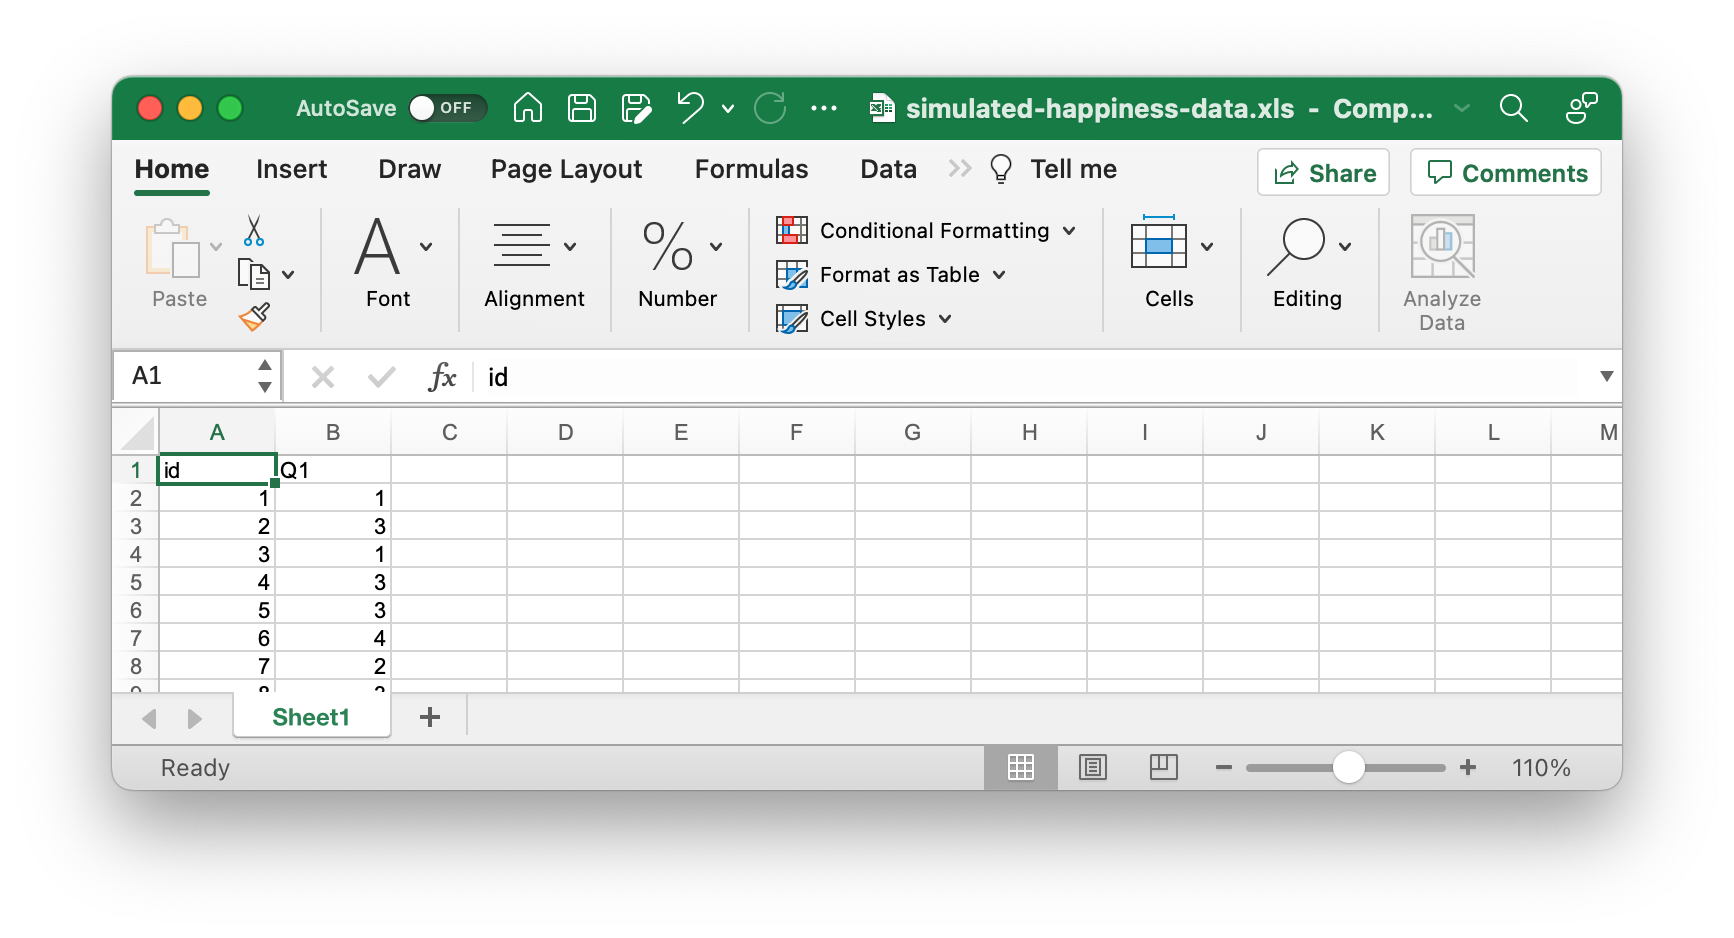 AutoSave OFF simulated-happiness-data.xls - Comp...
Home Insert Draw Page Layout Formulas Data Tell me Share Comments
Paste Font Alignment Number Conditional Formatting Format as Table Cell Styles Cells Editing Analyze Data
A1 fx id
A B C D E F G H I J K L M
1 id Q1
2 1 1
3 2 3
4 3 1
5 4 3
6 5 3
7 6 4
8 7 2
Sheet1
Ready 110%